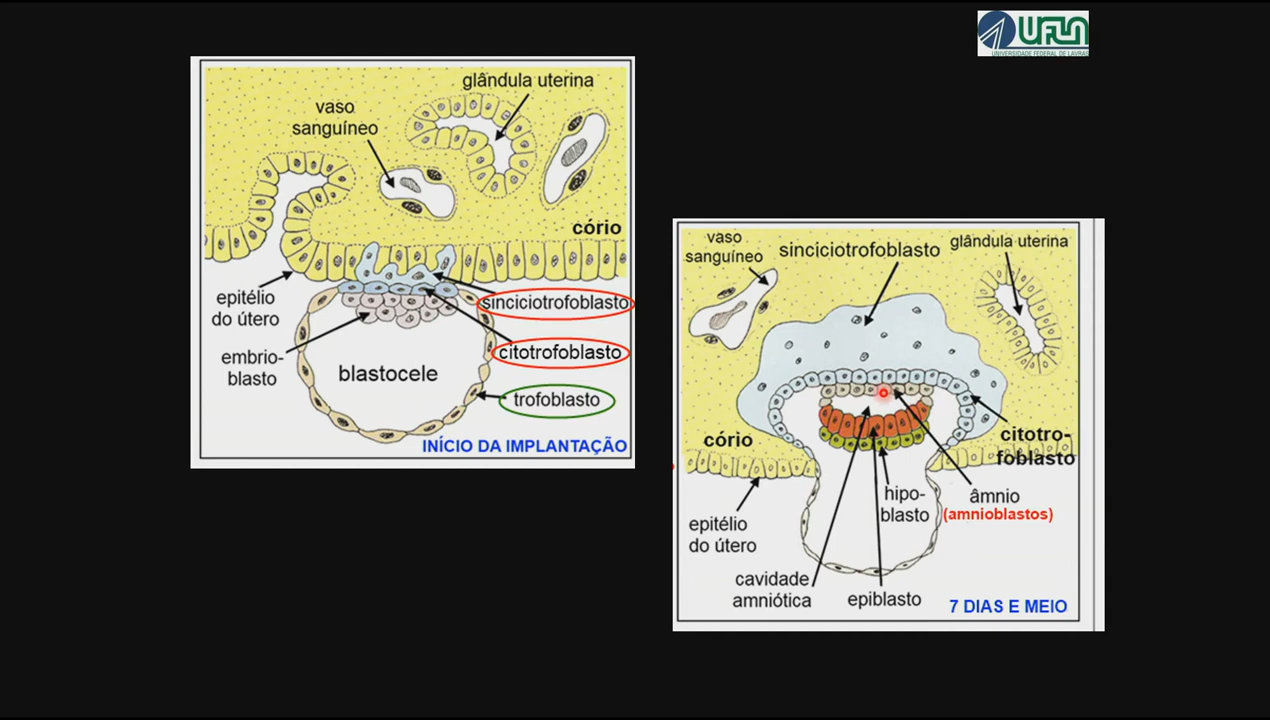 UFLA
UNIVERSIDADE FEDERAL DE LAVRAS
glândula uterina
vaso
sanguíneo
cório
epitélio
do útero
sinciciotrofoblasto
embrio-
blasto
citotrofoblasto
blastocele
trofoblasto
INÍCIO DA IMPLANTAÇÃO
vaso
sanguíneo
sinciciotrofoblasto
glândula uterina
cório
citotro-
foblasto
hipo-
blasto
âmnio
(amnioblastos)
epitélio
do útero
cavidade
amniótica
epiblasto
7 DIAS E MEIO